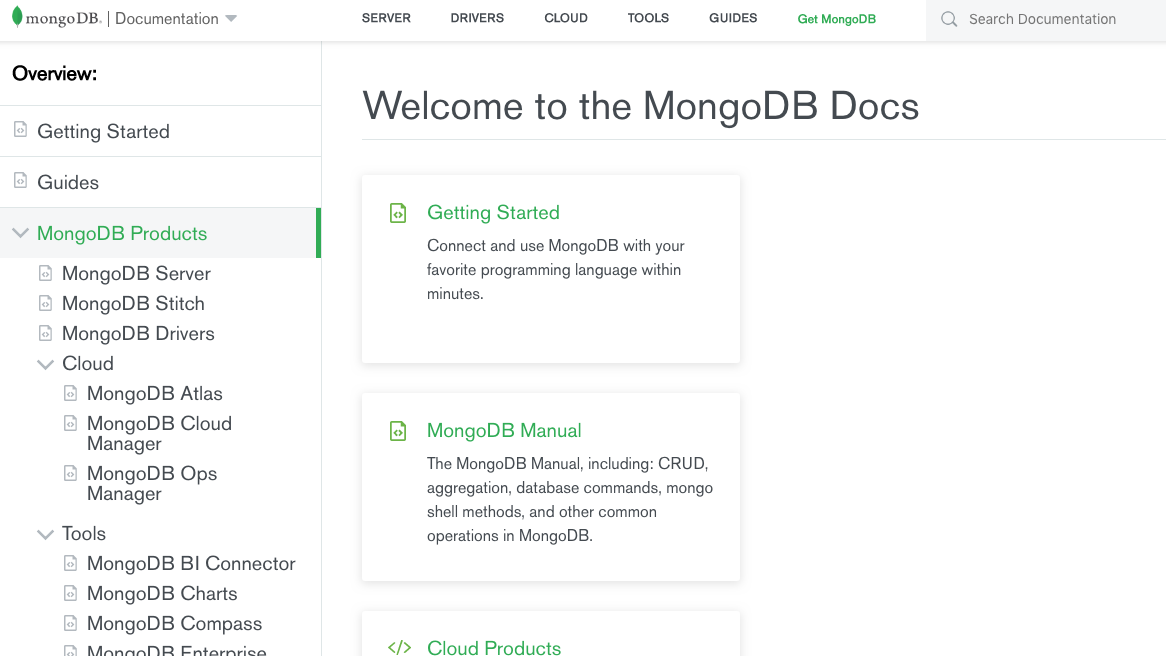 mongoDB. | Documentation
SERVER
DRIVERS
CLOUD
TOOLS
GUIDES
Get MongoDB
Search Documentation
Overview:
Getting Started
Guides
MongoDB Products
MongoDB Server
MongoDB Stitch
MongoDB Drivers
Cloud
MongoDB Atlas
MongoDB Cloud
Manager
MongoDB Ops
Manager
Tools
MongoDB BI Connector
MongoDB Charts
MongoDB Compass
MongoDB Enterprise
Welcome to the MongoDB Docs
Getting Started
Connect and use MongoDB with your
favorite programming language within
minutes.
MongoDB Manual
The MongoDB Manual, including: CRUD,
aggregation, database commands, mongo
shell methods, and other common
operations in MongoDB.
Cloud Products